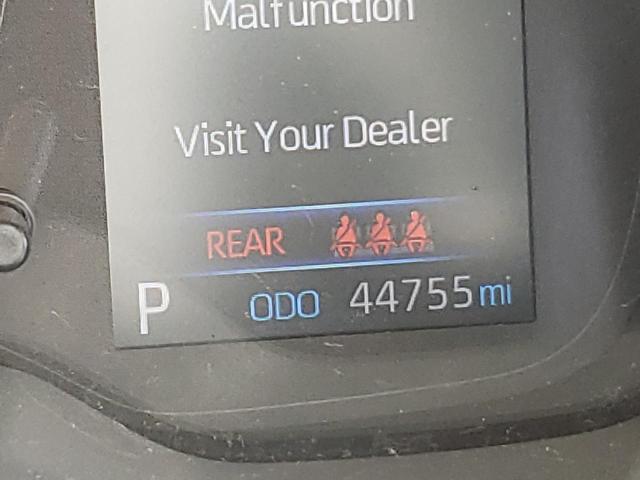 Malfunction
Visit Your Dealer
REAR
P ODO 44755 mi